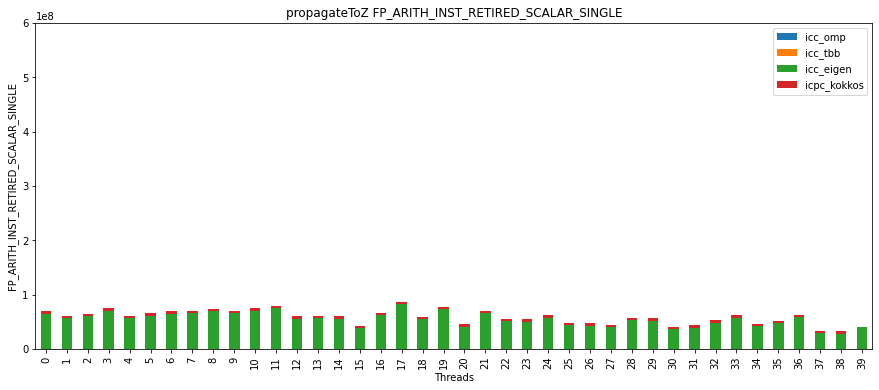 propagateToZ FP_ARITH_INST_RETIRED_SCALAR_SINGLE
1e8
6
5
4
3
2
1
0
FP_ARITH_INST_RETIRED_SCALAR_SINGLE
icc_omp
icc_tbb
icc_eigen
icpc_kokkos
0 1 2 3 4 5 6 7 8 9 10 11 12 13 14 15 16 17 18 19 20 21 22 23 24 25 26 27 28 29 30 31 32 33 34 35 36 37 38 39
Threads